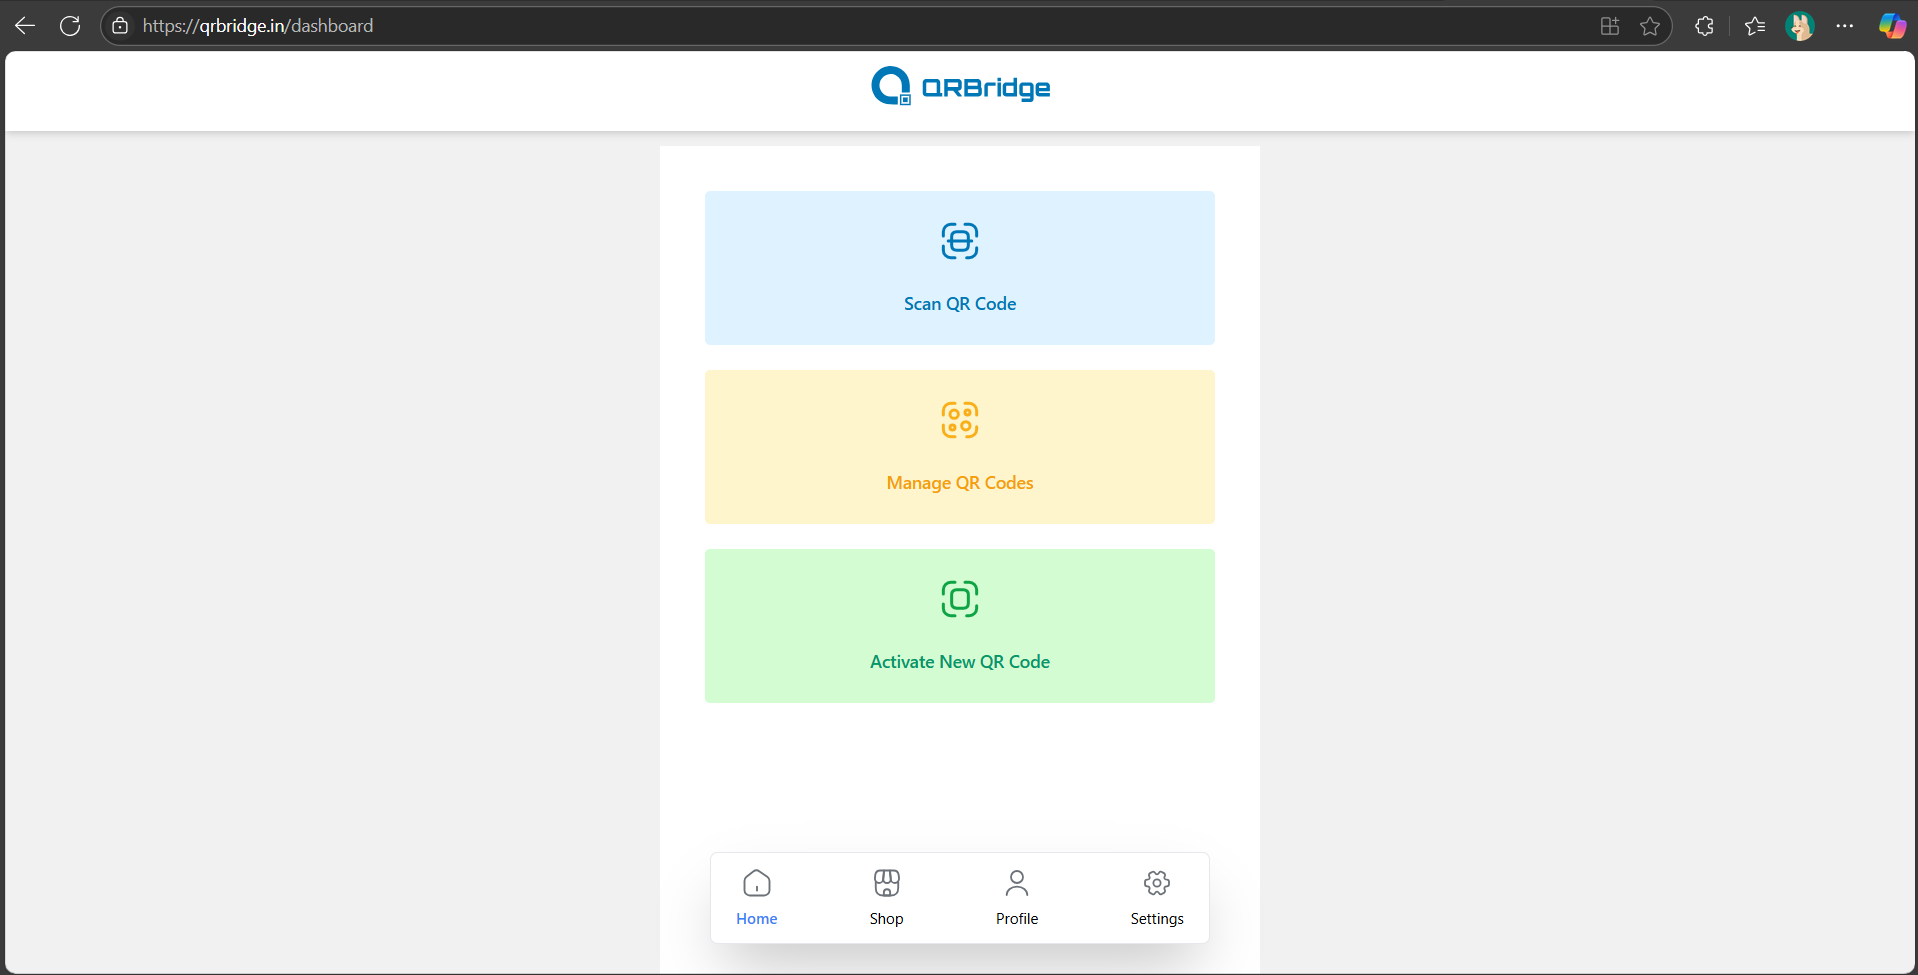 https://qrbridge.in/dashboard
QRBridge
Scan QR Code
Manage QR Codes
Activate New QR Code
Home Shop Profile Settings